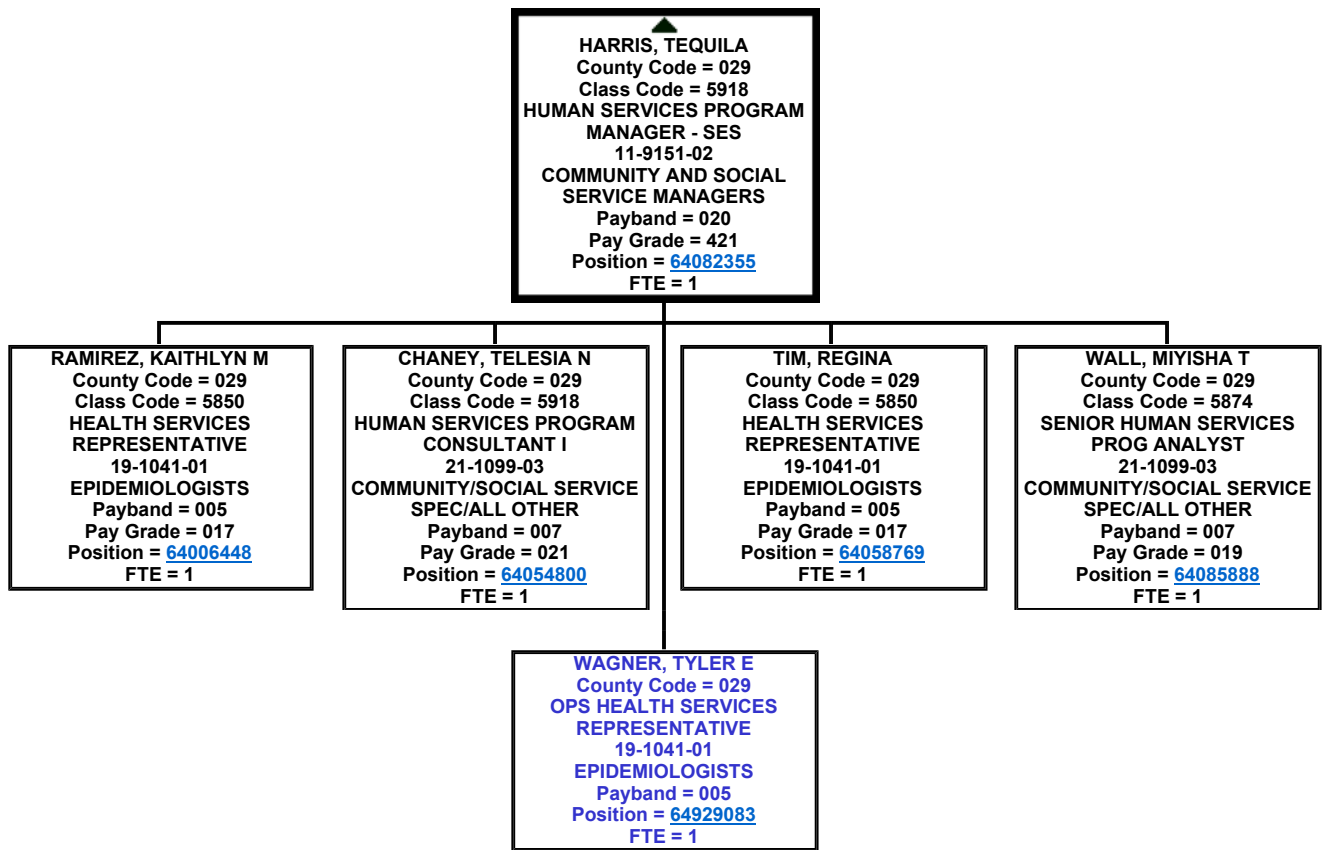 HARRIS, TEQUILA
County Code = 029
Class Code = 5918
HUMAN SERVICES PROGRAM
MANAGER - SES
11-9151-02
COMMUNITY AND SOCIAL
SERVICE MANAGERS
Payband = 020
Pay Grade = 421
Position = 64082355
FTE = 1
RAMIREZ, KAITHLYN M
County Code = 029
Class Code = 5850
HEALTH SERVICES
REPRESENTATIVE
19-1041-01
EPIDEMIOLOGISTS
Payband = 005
Pay Grade = 017
Position = 64006448
FTE = 1
CHANEY, TELESIA N
County Code = 029
Class Code = 5918
HUMAN SERVICES PROGRAM
CONSULTANT I
21-1099-03
COMMUNITY/SOCIAL SERVICE
SPEC/ALL OTHER
Payband = 007
Pay Grade = 021
Position = 64054800
FTE = 1
TIM, REGINA
County Code = 029
Class Code = 5850
HEALTH SERVICES
REPRESENTATIVE
19-1041-01
EPIDEMIOLOGISTS
Payband = 005
Pay Grade = 017
Position = 64058769
FTE = 1
WALL, MIYISHA T
County Code = 029
Class Code = 5874
SENIOR HUMAN SERVICES
PROG ANALYST
21-1099-03
COMMUNITY/SOCIAL SERVICE
SPEC/ALL OTHER
Payband = 007
Pay Grade = 019
Position = 64085888
FTE = 1
WAGNER, TYLER E
County Code = 029
OPS HEALTH SERVICES
REPRESENTATIVE
19-1041-01
EPIDEMIOLOGISTS
Payband = 005
Position = 64929083
FTE = 1